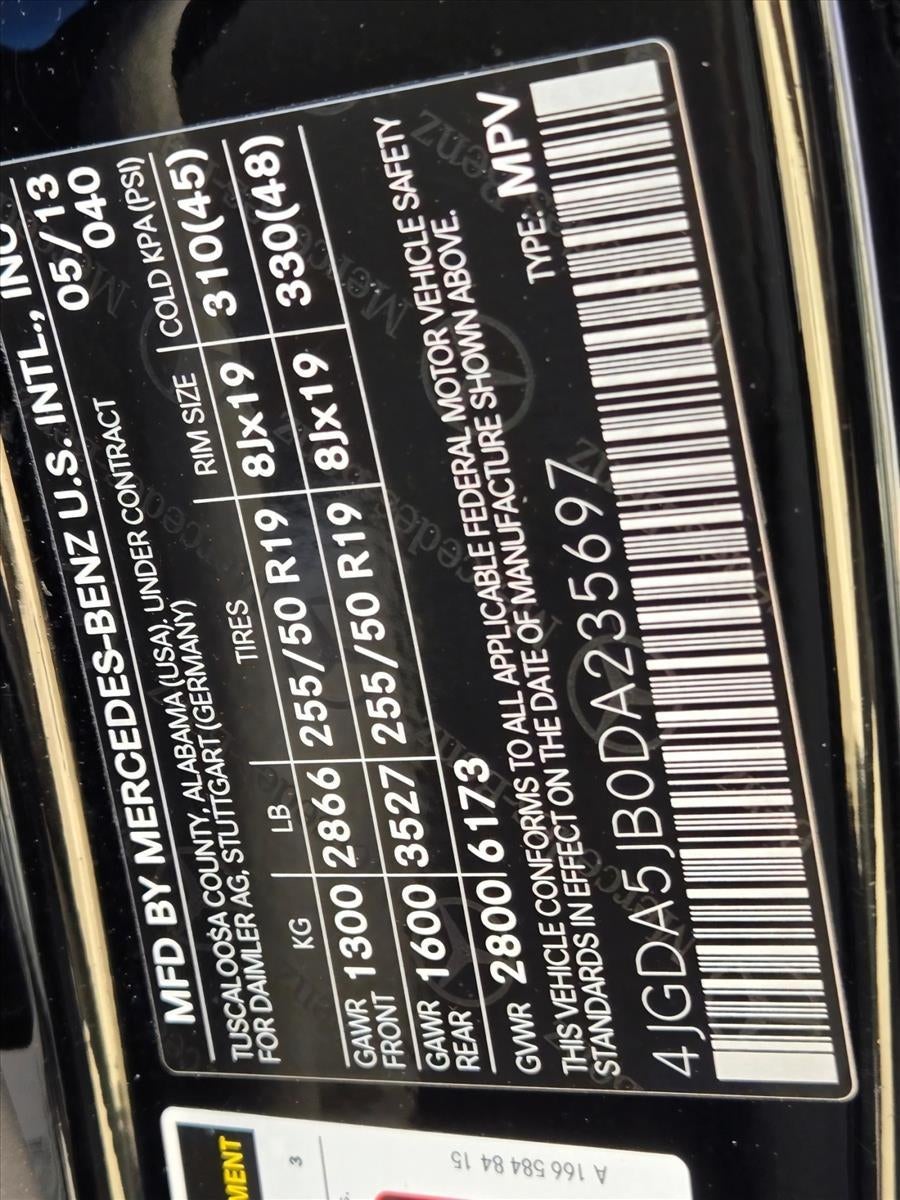 MFD BY MERCEDES-BENZ U.S. INTL., INC
05/13
040
TUSCALOOSA COUNTY, ALABAMA (USA), UNDER CONTRACT
FOR DAIMLER AG, STUTTGART (GERMANY)
KG LB TIRES RIM SIZE COLD KPA (PSI)
GAWR FRONT 1300 2866 255/50 R19 8Jx19 310(45)
GAWR REAR 1600 3527 255/50 R19 8Jx19 330(48)
GVWR 2800 6173
THIS VEHICLE CONFORMS TO ALL APPLICABLE FEDERAL MOTOR VEHICLE SAFETY
STANDARDS IN EFFECT ON THE DATE OF MANUFACTURE SHOWN ABOVE.
4JGDA5JB0DA235697
TYPE: MPV
3
A 166 584 84 15